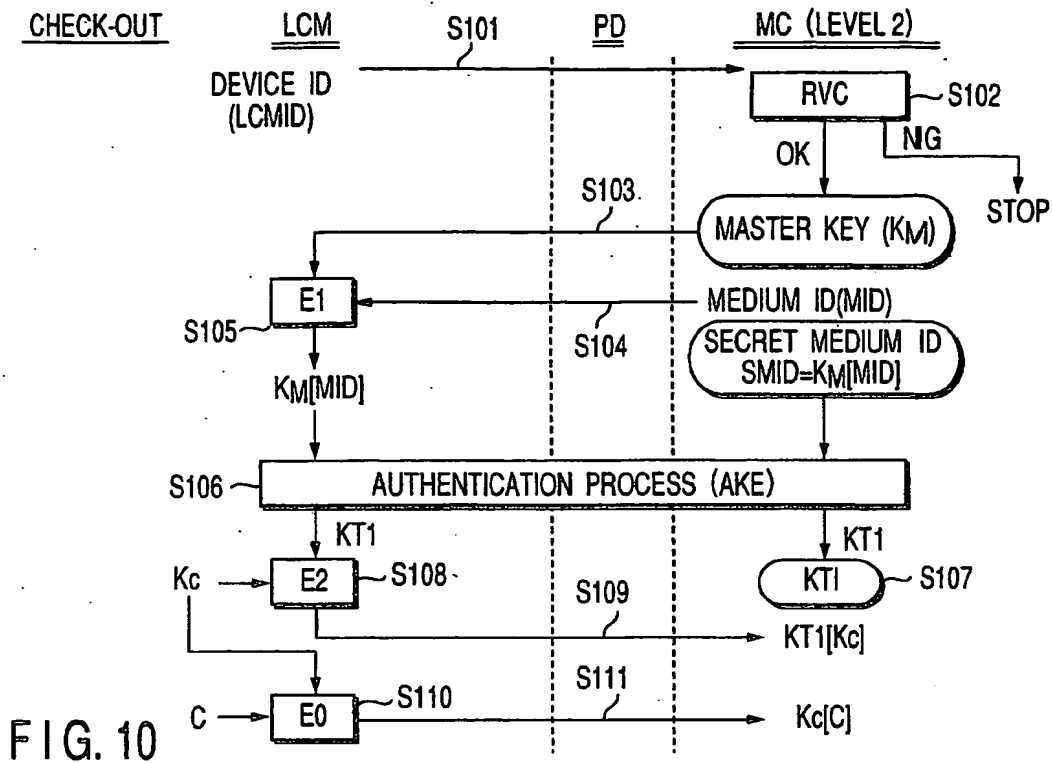 CHECK-OUT LCM S101 PD MC (LEVEL 2)
DEVICE ID
(LCMID)
RVC S102
OK NIG
STOP
S103
MASTER KEY (KM)
E1
S105
S104
MEDIUM ID(MID)
SECRET MEDIUM ID
SMID=KM[MID]
KM[MID]
S106 AUTHENTICATION PROCESS (AKE)
KT1 KT1
Kc E2 S108 KTI S107
S109
KT1[Kc]
C E0 S110 S111 Kc[C]
FIG. 10